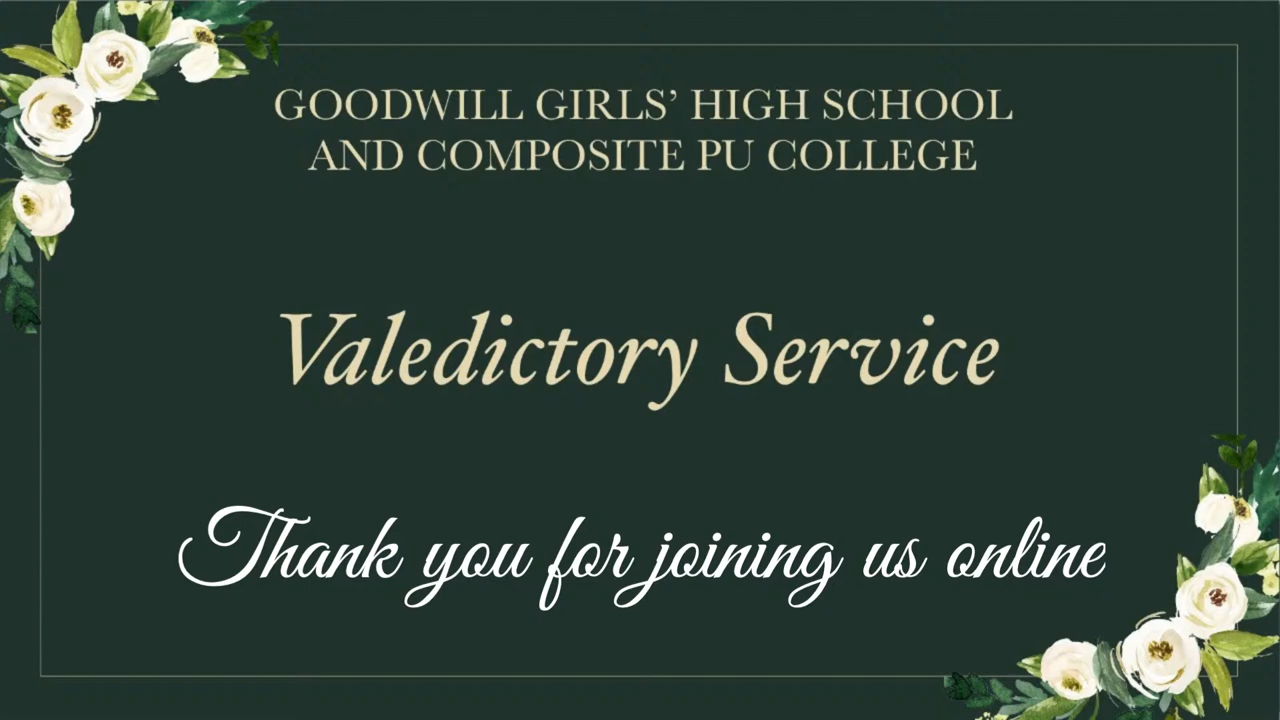 GOODWILL GIRLS’ HIGH SCHOOL
AND COMPOSITE PU COLLEGE
Valedictory Service
Thank you for joining us online